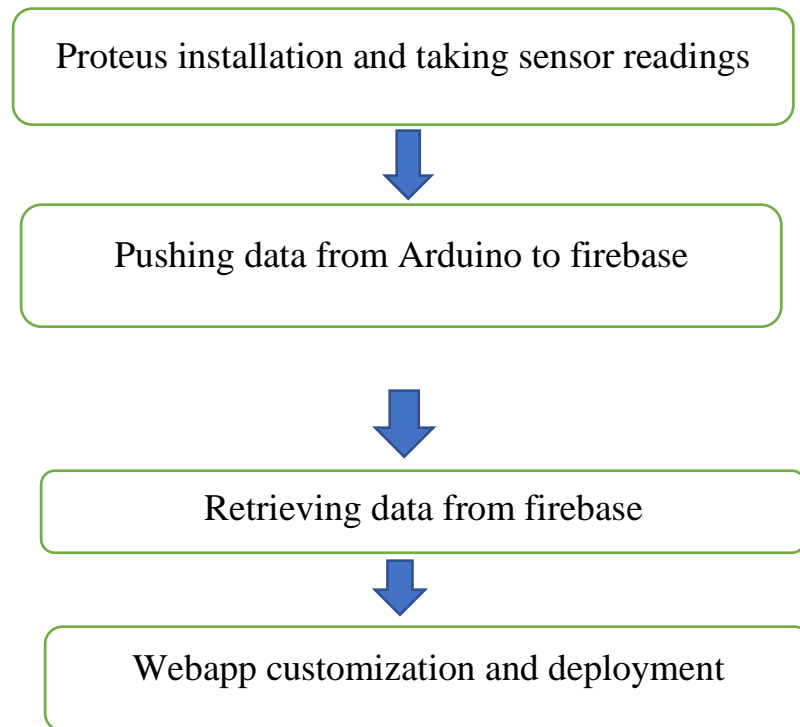 Proteus installation and taking sensor readings
Pushing data from Arduino to firebase
Retrieving data from firebase
Webapp customization and deployment